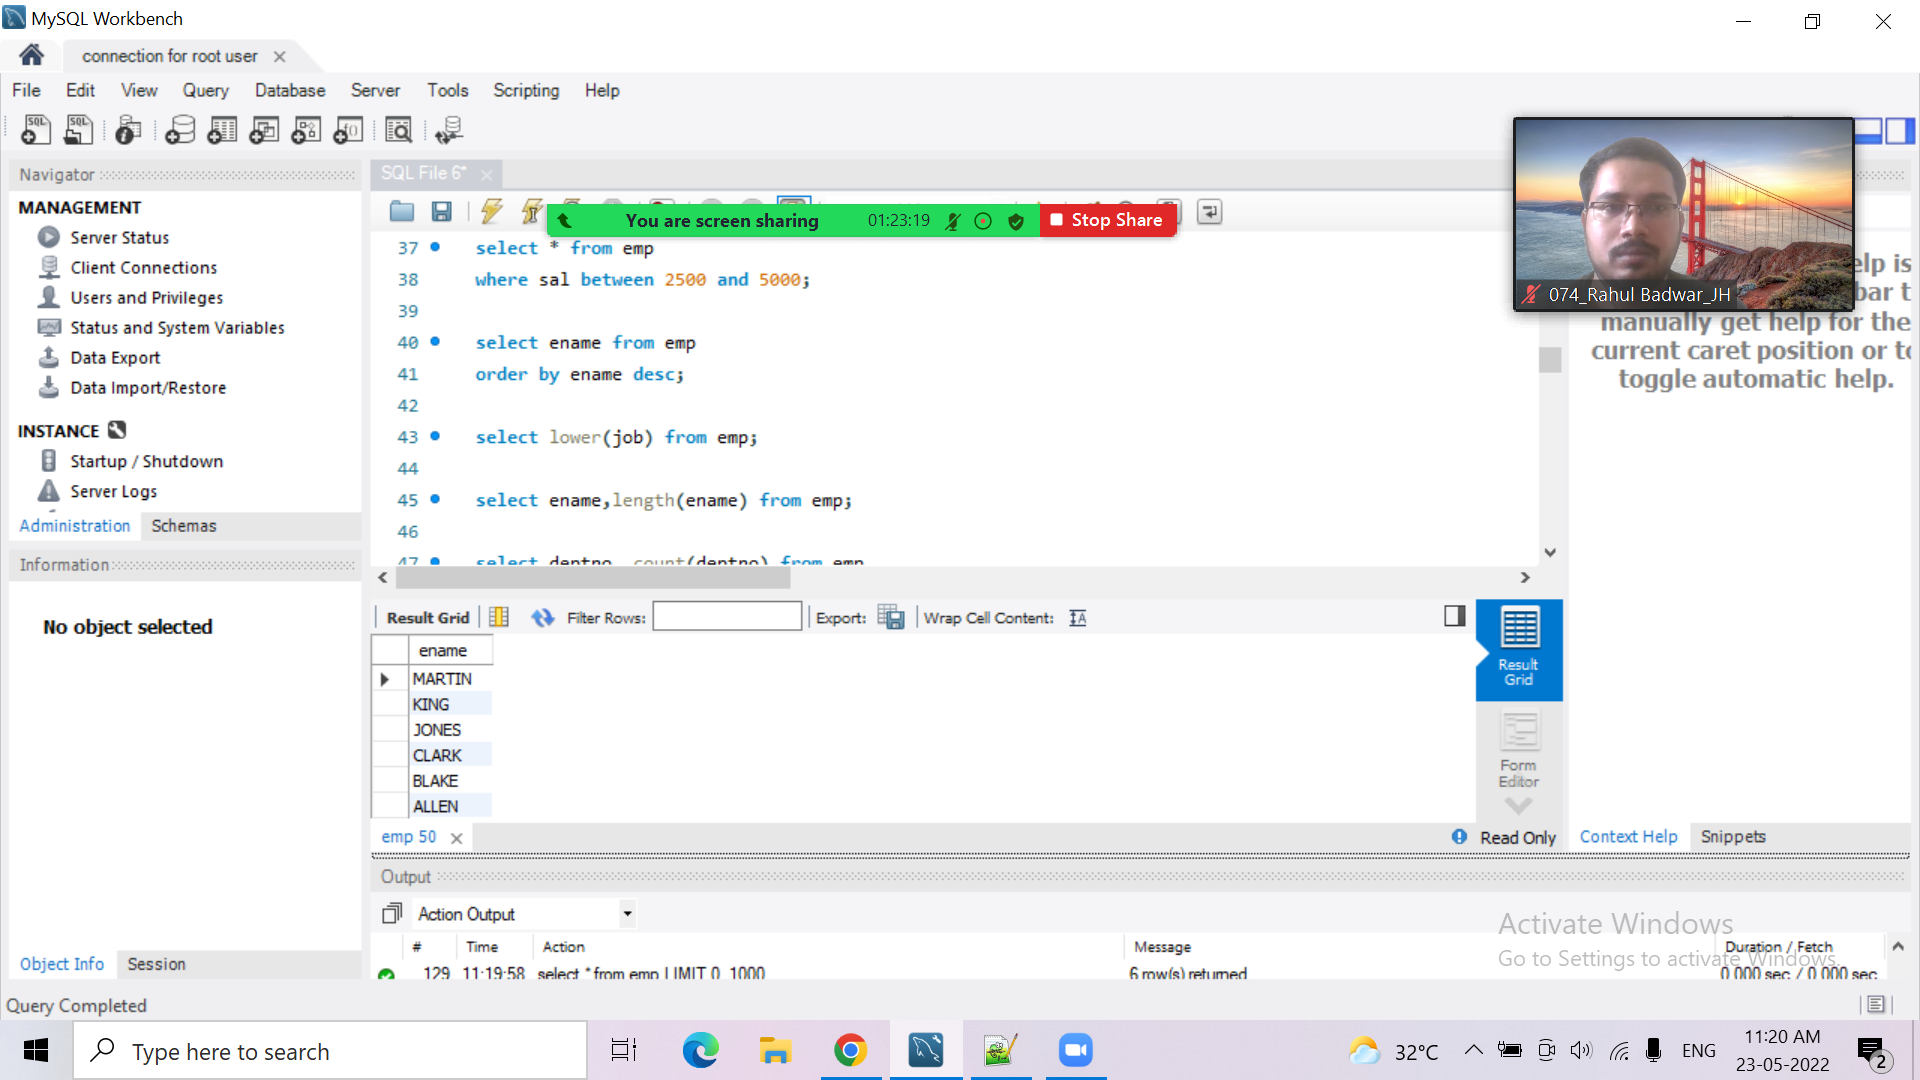 MySQL Workbench
connection for root user
File Edit View Query Database Server Tools Scripting Help
Navigator
MANAGEMENT
Server Status
Client Connections
Users and Privileges
Status and System Variables
Data Export
Data Import/Restore
INSTANCE
Startup / Shutdown
Server Logs
Administration Schemas
Information
No object selected
Object Info Session
Query Completed
SQL File 6*
You are screen sharing 01:23:19 Stop Share
37 select * from emp
38 where sal between 2500 and 5000;
39
40 select ename from emp
41 order by ename desc;
42
43 select lower(job) from emp;
44
45 select ename,length(ename) from emp;
46
47 select deptno, count(deptno) from emp
Result Grid Filter Rows: Export: Wrap Cell Content:
ename
MARTIN
KING
JONES
CLARK
BLAKE
ALLEN
Result
Grid
Form
Editor
emp 50
Read Only
074_Rahul Badwar_JH
elp is
bar t
manually get help for the
current caret position or to
toggle automatic help.
Context Help Snippets
Output
Action Output
# Time Action Message Duration / Fetch
129 11:19:58 select * from emp LIMIT 0, 1000 6 row(s) returned 0.000 sec / 0.000 sec
Activate Windows
Go to Settings to activate Windows.
Type here to search
32°C
ENG
11:20 AM
23-05-2022
2